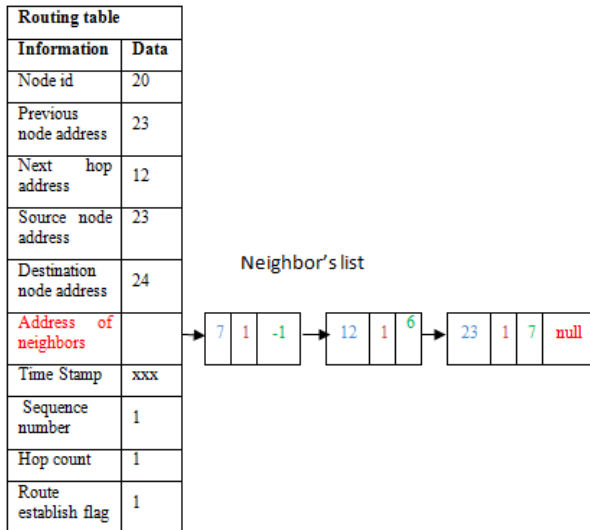 Routing table
Information Data
Node id 20
Previous node address 23
Next hop address 12
Source node address 23
Destination node address 24
Neighbor's list
Address of neighbors
7 1 -1
12 1 6
23 1 7 null
Time Stamp xxx
Sequence number 1
Hop count 1
Route establish flag 1